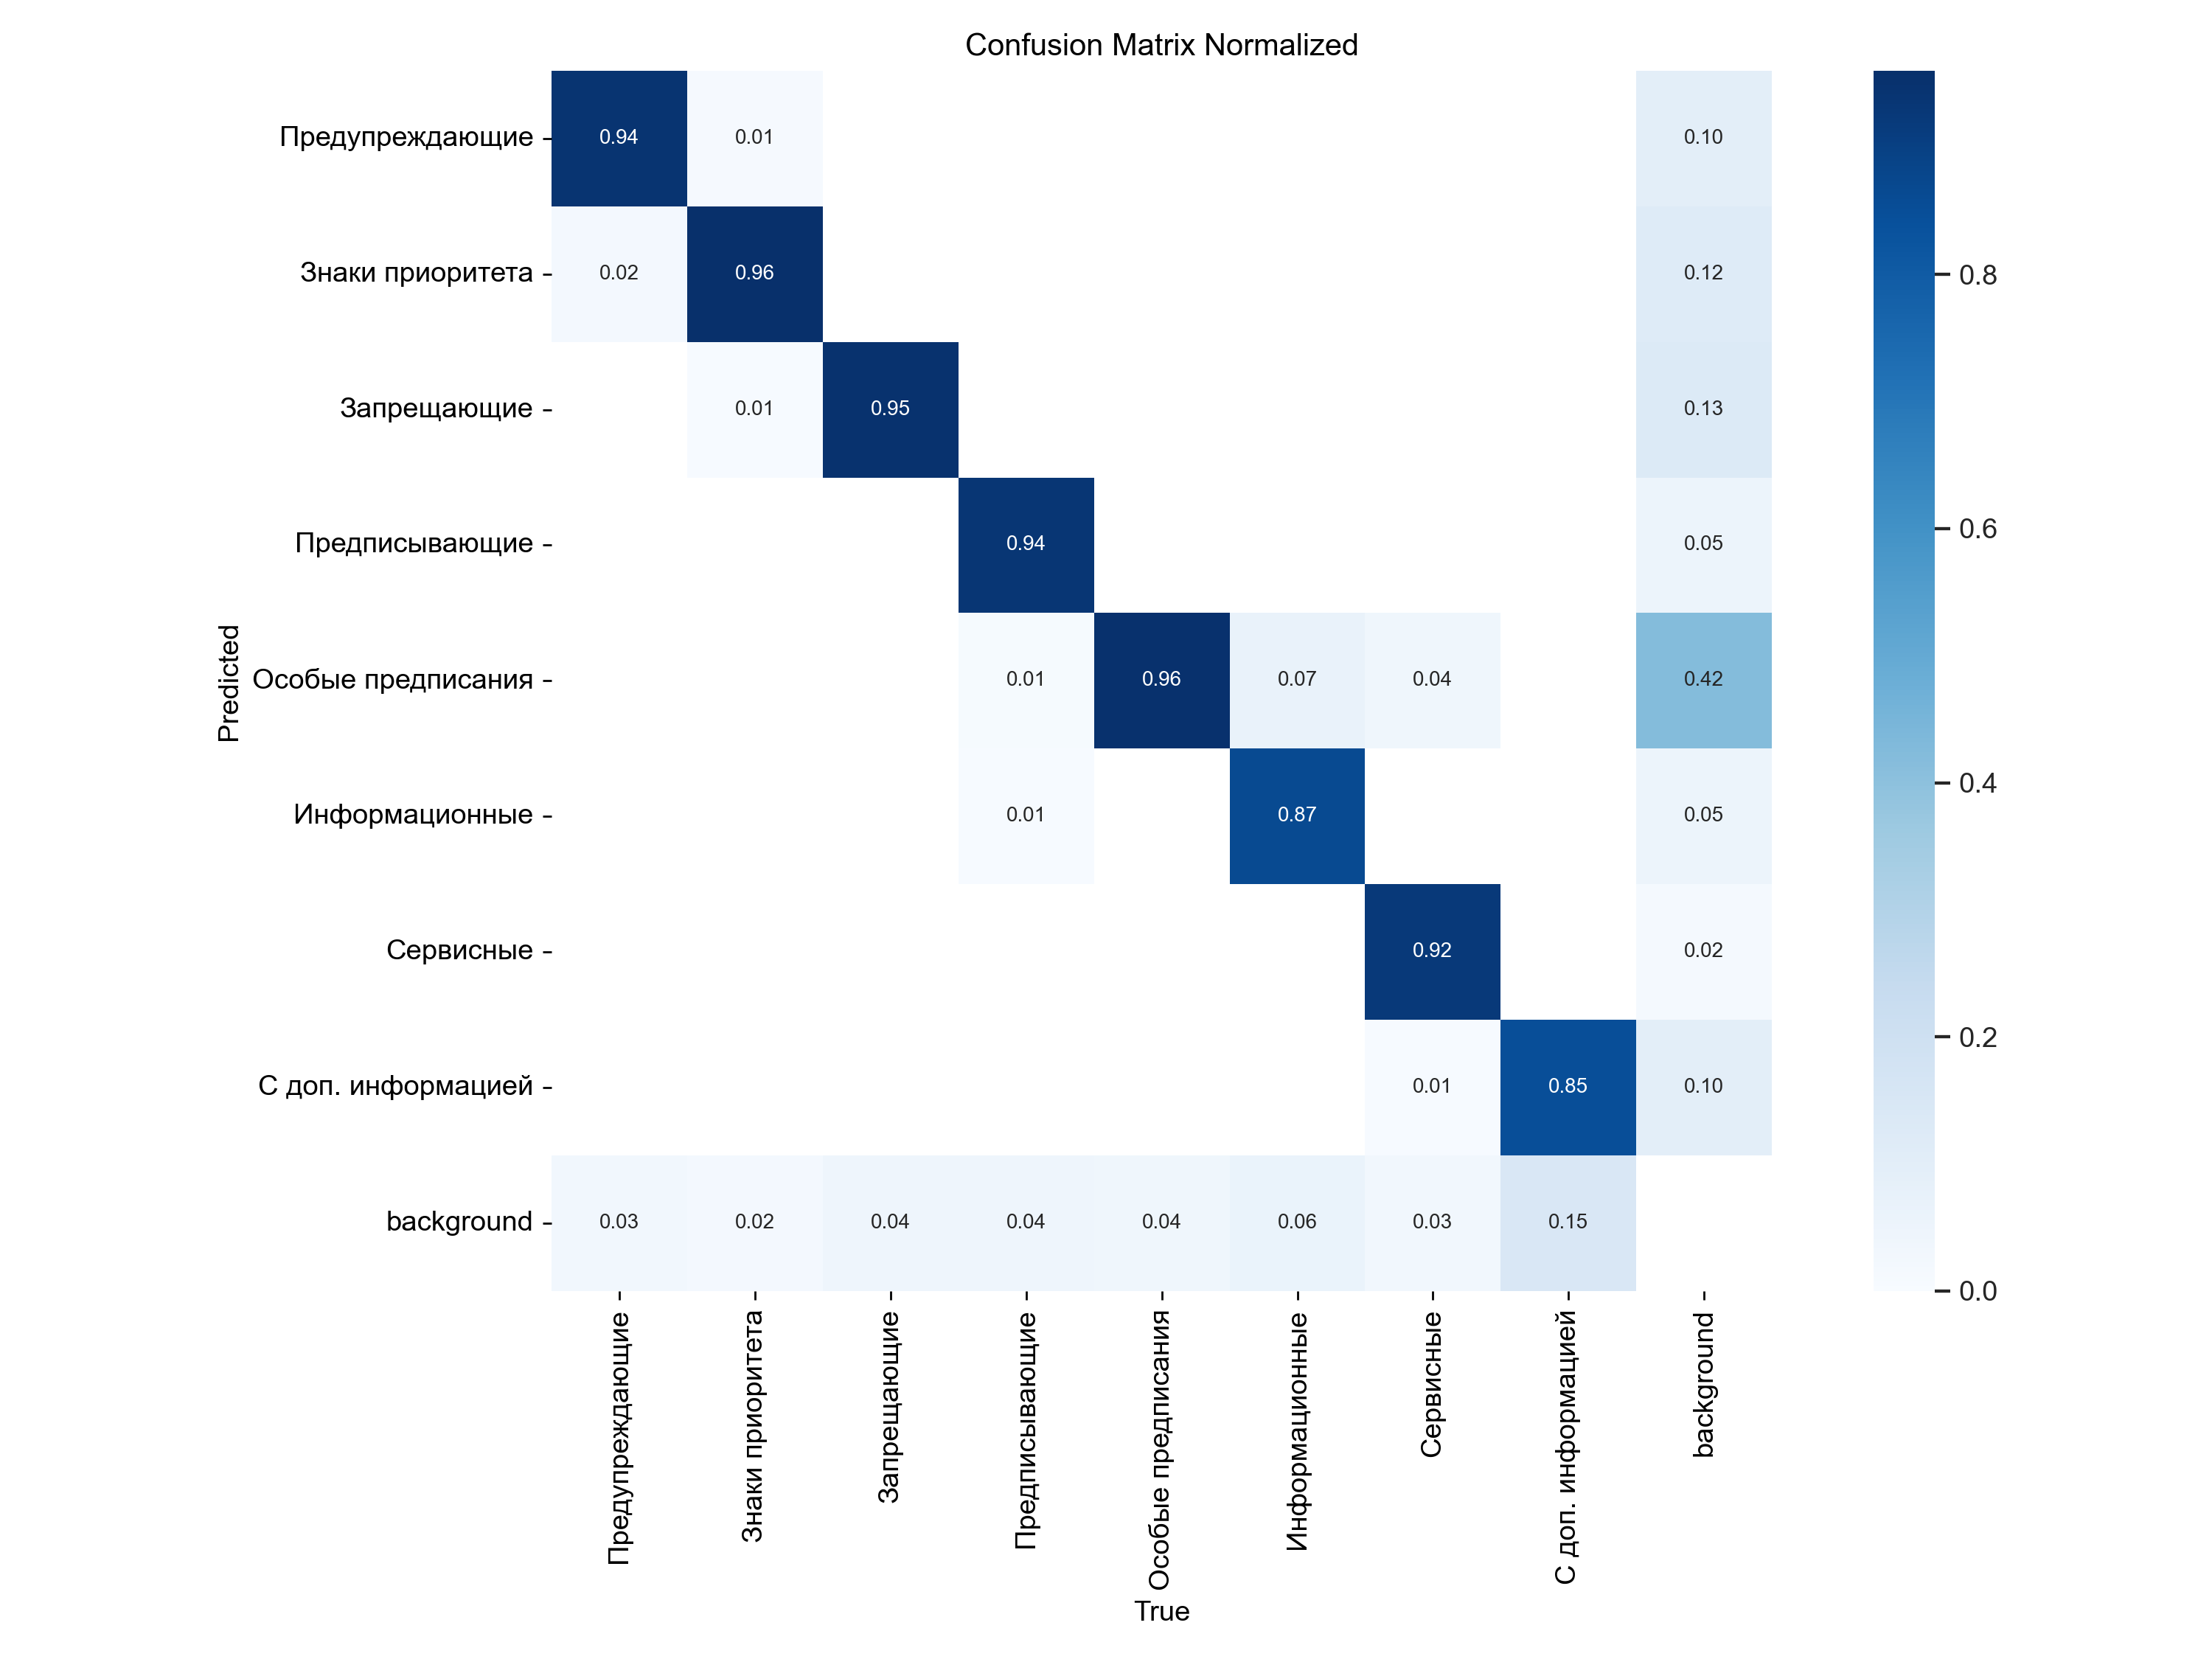 Confusion Matrix Normalized
Предупреждающие 0.94 0.01 0.10
Знаки приоритета 0.02 0.96 0.12 0.8
Запрещающие 0.01 0.95 0.13
0.6
Предписывающие 0.94 0.05
Predicted
Особые предписания 0.01 0.96 0.07 0.04 0.42
0.4
Информационные 0.01 0.87 0.05
Сервисные 0.92 0.02
0.2
С доп. информацией 0.01 0.85 0.10
background 0.03 0.02 0.04 0.04 0.04 0.06 0.03 0.15
0.0
Предупреждающие
Знаки приоритета
Запрещающие
Предписывающие
Особые предписания
Информационные
Сервисные
С доп. информацией
background
True